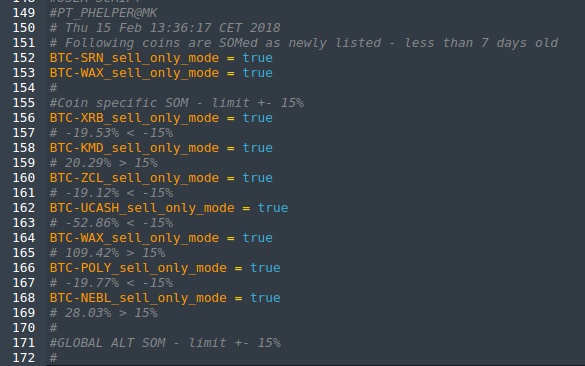 149 #PT_PHELPER@MK
150 # Thu 15 Feb 13:36:17 CET 2018
151 # Following coins are SOMed as newly listed - less than 7 days old
152 BTC-SRN_sell_only_mode = true
153 BTC-WAX_sell_only_mode = true
154 #
155 #Coin specific SOM - limit +- 15%
156 BTC-XRB_sell_only_mode = true
157 # -19.53% < -15%
158 BTC-KMD_sell_only_mode = true
159 # 20.29% > 15%
160 BTC-ZCL_sell_only_mode = true
161 # -19.12% < -15%
162 BTC-UCASH_sell_only_mode = true
163 # -52.86% < -15%
164 BTC-WAX_sell_only_mode = true
165 # 109.42% > 15%
166 BTC-POLY_sell_only_mode = true
167 # -19.77% < -15%
168 BTC-NEBL_sell_only_mode = true
169 # 28.03% > 15%
170 #
171 #GLOBAL ALT SOM - limit +- 15%
172 #